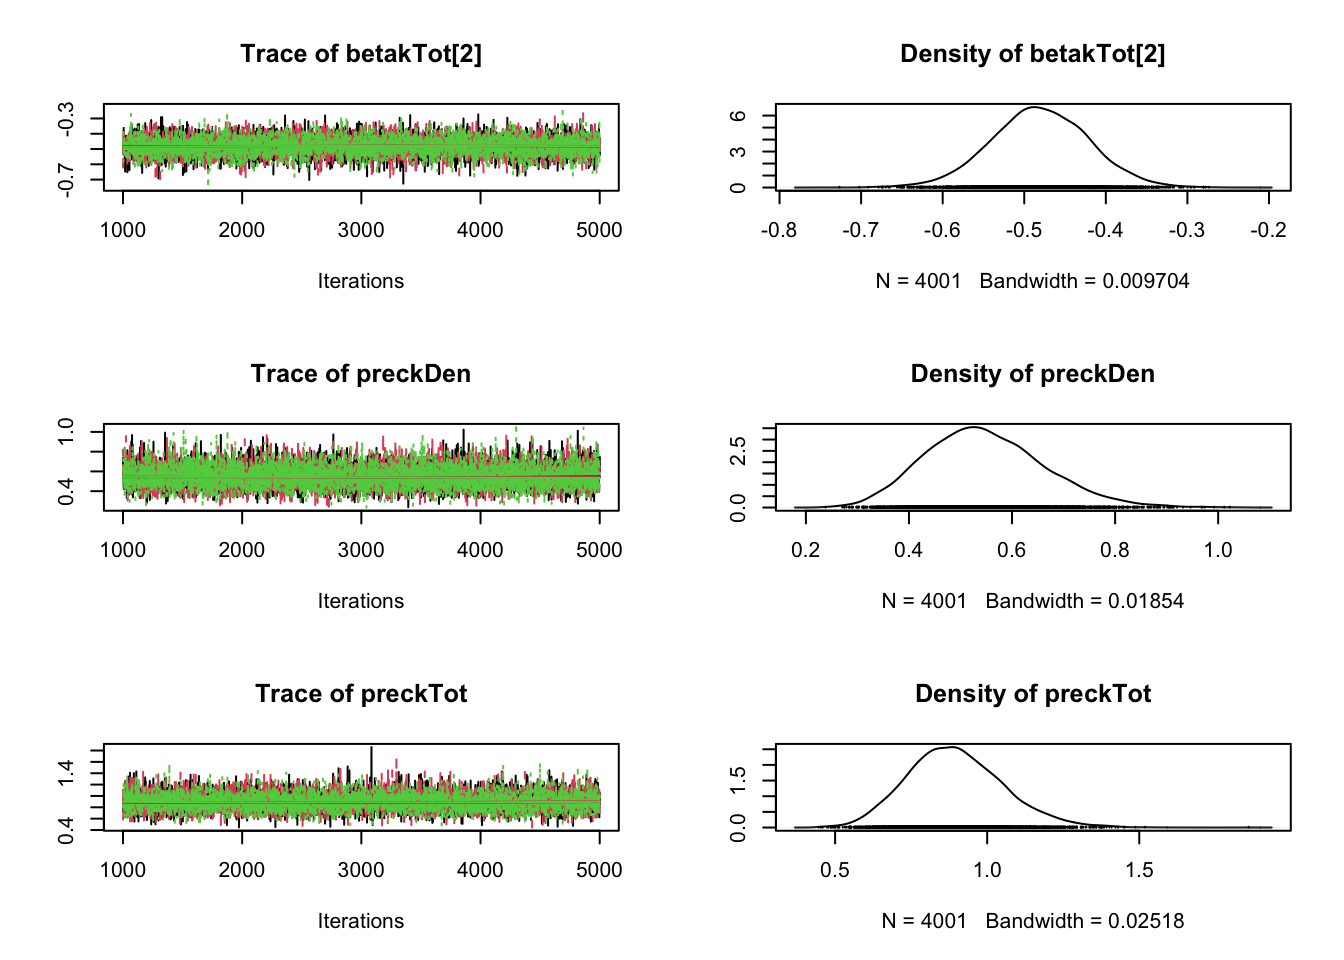 Trace of betakTot[2]
-0.3
-0.7
1000 2000 3000 4000 5000
Iterations
Density of betakTot[2]
6
3
0
-0.8 -0.7 -0.6 -0.5 -0.4 -0.3 -0.2
N = 4001 Bandwidth = 0.009704
Trace of preckDen
1.0
0.4
1000 2000 3000 4000 5000
Iterations
Density of preckDen
2.5
0.0
0.2 0.4 0.6 0.8 1.0
N = 4001 Bandwidth = 0.01854
Trace of preckTot
1.4
0.4
1000 2000 3000 4000 5000
Iterations
Density of preckTot
1.5
0.0
0.5 1.0 1.5
N = 4001 Bandwidth = 0.02518